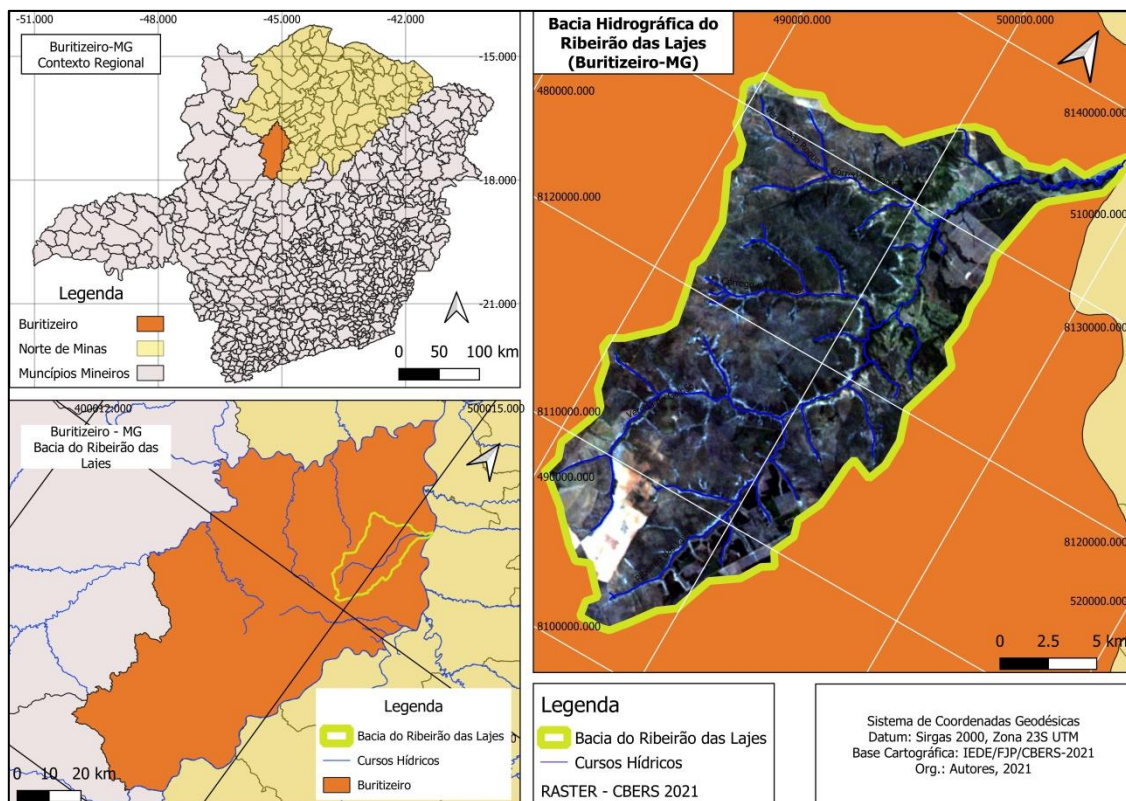 -51.000
-48.000
-45.000
-42.000
Buritizeiro-MG
Contexto Regional
-15.000
-18.000
-21.000
Legenda
Buritizeiro
Norte de Minas
Muncípios Mineiros
0 50 100 km
400012.000
500015.000
Buritizeiro - MG
Bacia do Ribeirão das
Lajes
Legenda
Bacia do Ribeirão das Lajes
Cursos Hídricos
Buritizeiro
0 10 20 km
Bacia Hidrográfica do
Ribeirão das Lajes
(Buritizeiro-MG)
490000.000
500000.000
480000.000
8140000.000
8120000.000
510000.000
8130000.000
8110000.000
490000.000
8120000.000
520000.000
8100000.000
0 2.5 5 km
Legenda
Bacia do Ribeirão das Lajes
Cursos Hídricos
RASTER - CBERS 2021
Sistema de Coordenadas Geodésicas
Datum: Sirgas 2000, Zona 23S UTM
Base Cartográfica: IEDE/FJP/CBERS-2021
Org.: Autores, 2021